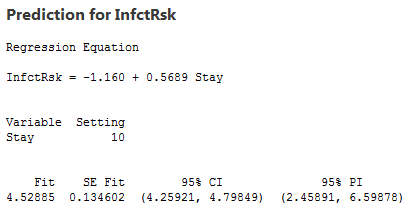 Prediction for InfctRsk
Regression Equation
InfctRsk = -1.160 + 0.5689 Stay
Variable  Setting
Stay           10
Fit   SE Fit        95% CI              95% PI
4.52885  0.134602  (4.25921, 4.79849)  (2.45891, 6.59878)